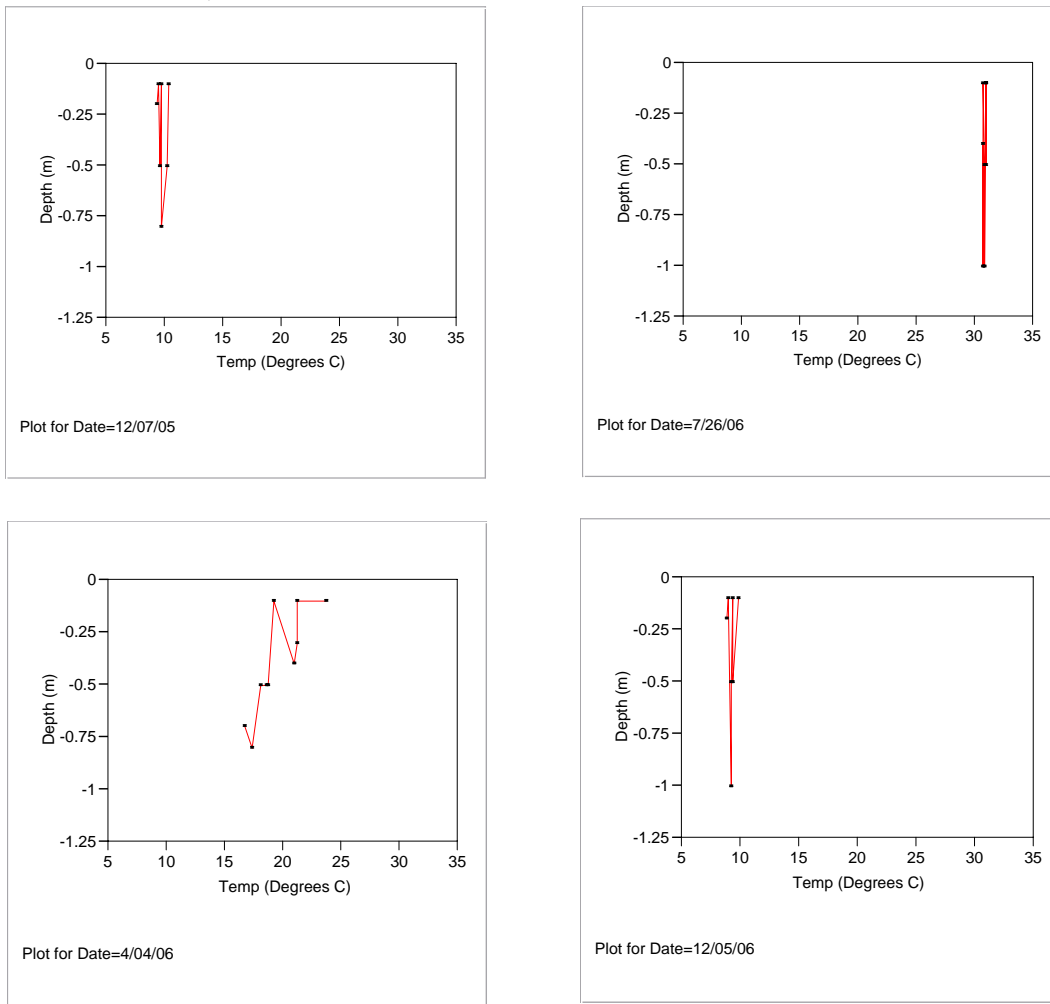 0
-0.25
-0.5
-0.75
-1
-1.25
Depth (m)
5 10 15 20 25 30 35
Temp (Degrees C)
Plot for Date=12/07/05
0
-0.25
-0.5
-0.75
-1
-1.25
Depth (m)
5 10 15 20 25 30 35
Temp (Degrees C)
Plot for Date=7/26/06
0
-0.25
-0.5
-0.75
-1
-1.25
Depth (m)
5 10 15 20 25 30 35
Temp (Degrees C)
Plot for Date=4/04/06
0
-0.25
-0.5
-0.75
-1
-1.25
Depth (m)
5 10 15 20 25 30 35
Temp (Degrees C)
Plot for Date=12/05/06